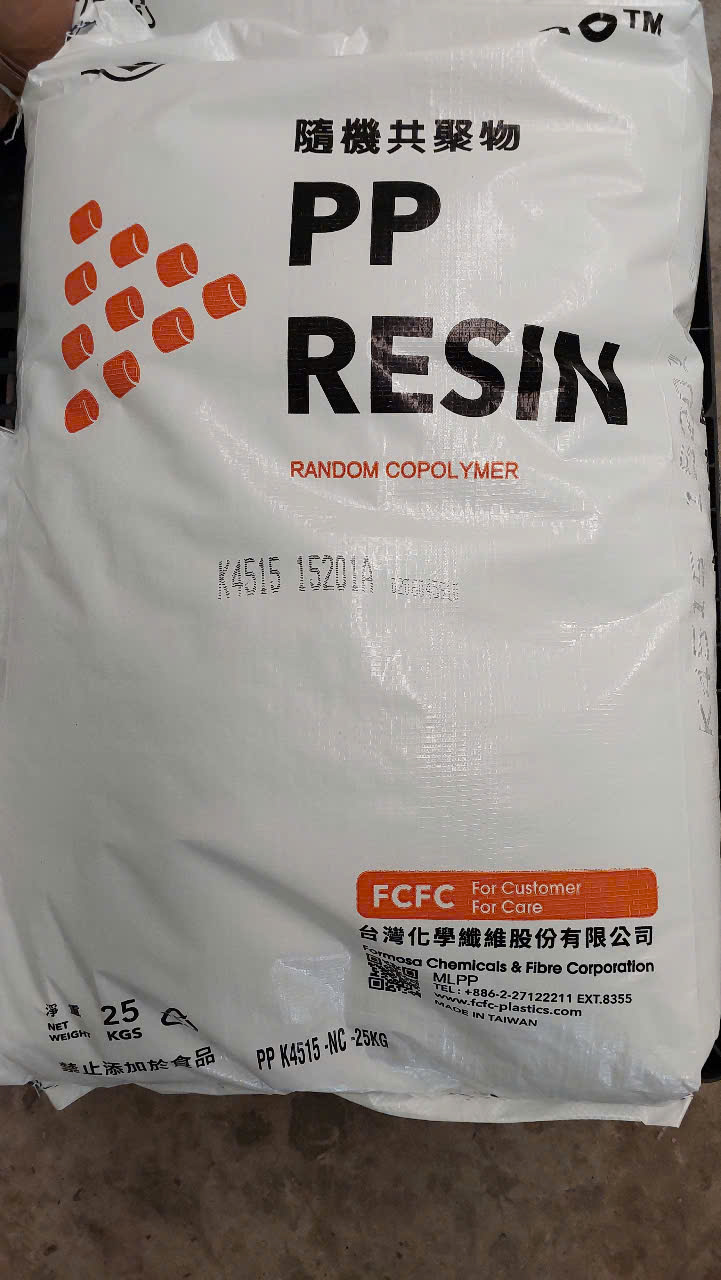 TM
隨機共聚物
PP
RESIN
RANDOM COPOLYMER
K4515 15201A
FCFC
For Customer
For Care
台灣化學纖維股份有限公司
Formosa Chemicals & Fibre Corporation
MLPP
TEL : +886-2-27122211 EXT.8355
www.fcfc-plastics.com
MADE IN TAIWAN
淨重
NET
WEIGHT
25
KGS
禁止添加於食品
PP K4515 -NC -25KG
K4515